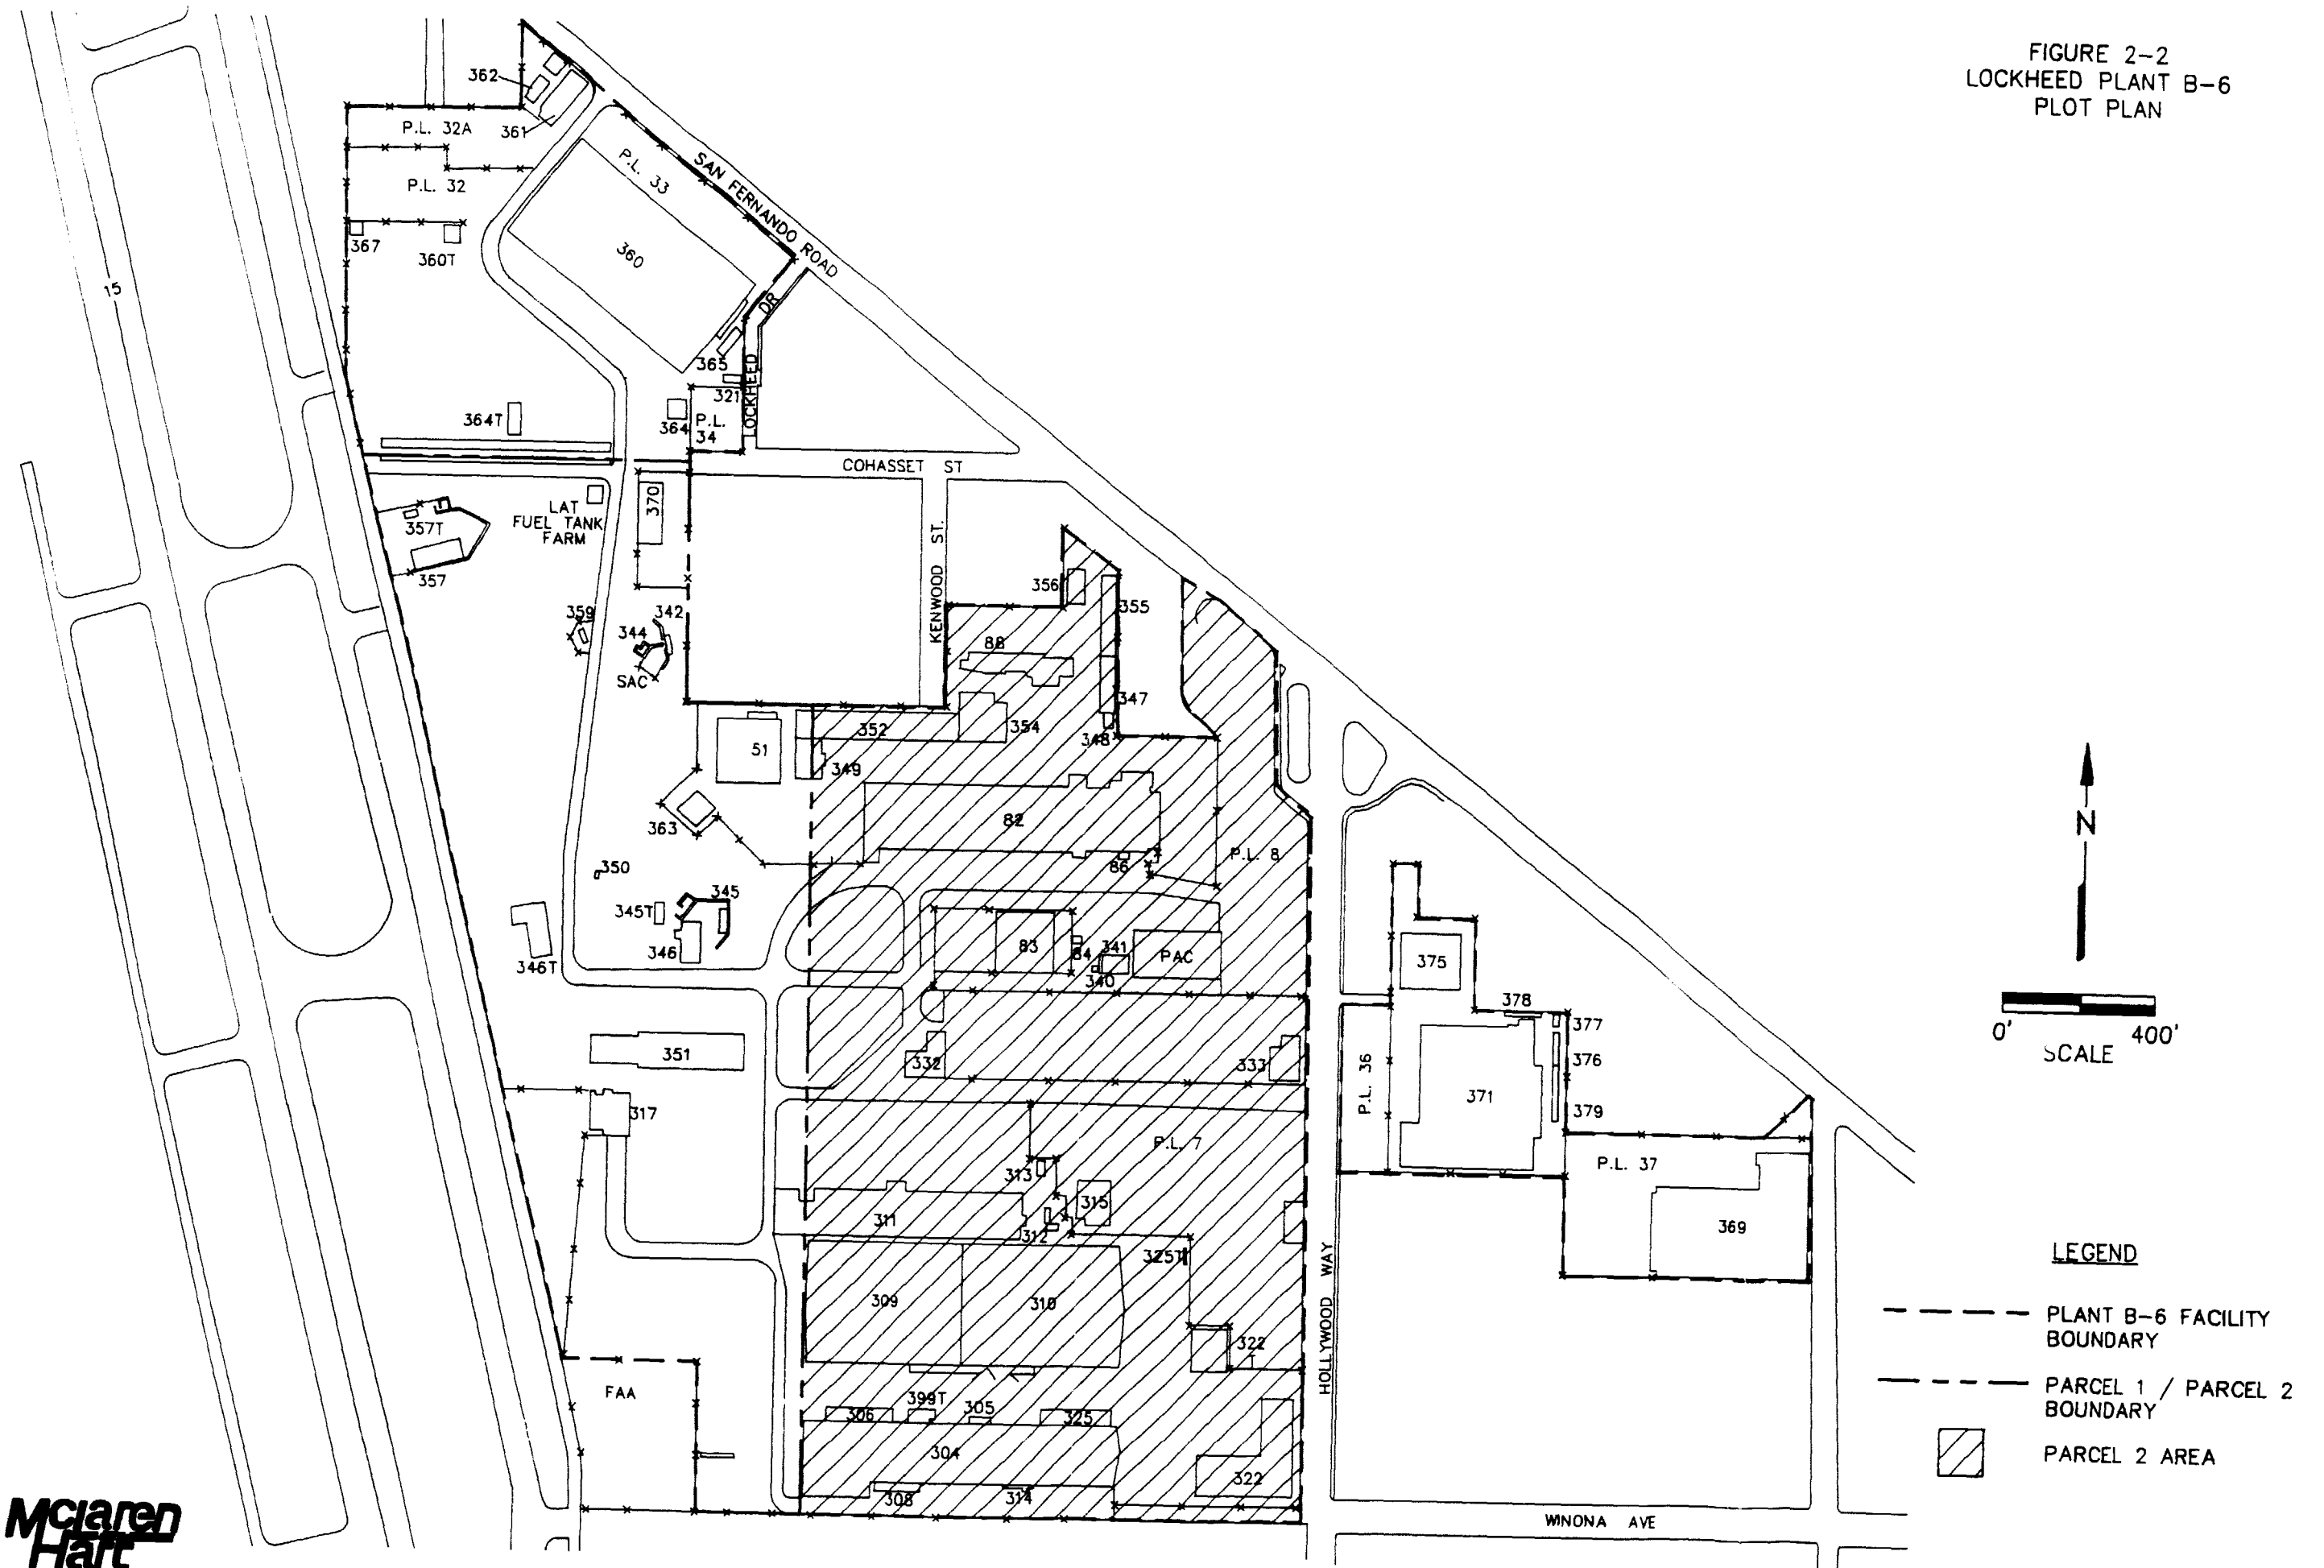 FIGURE 2-2
LOCKHEED PLANT B-6
PLOT PLAN
362
P.L. 32A
361
P.L. 33
SAN FERNANDO ROAD
P.L. 32
367
360T
360
15
DR
LOCKHEED
365
321
364T
364
P.L.
34
COHASSET ST
370
LAT
FUEL TANK
FARM
357T
357
KENWOOD ST.
356
355
359
342
344
SAC
88
347
352
354
348
51
349
363
82
86
P.L. 8
350
345
345T
346
346T
83
84
341
340
PAC
375
378
377
376
379
371
P.L. 36
351
332
333
317
P.L. 7
313
315
311
312
325T
P.L. 37
369
309
310
322
T
HOLLYWOOD WAY
FAA
399T
306
305
325
304
308
314
322
WINONA AVE
N
0' 400'
SCALE
LEGEND
PLANT B-6 FACILITY
BOUNDARY
PARCEL 1 / PARCEL 2
BOUNDARY
PARCEL 2 AREA
Mclaren
Hart